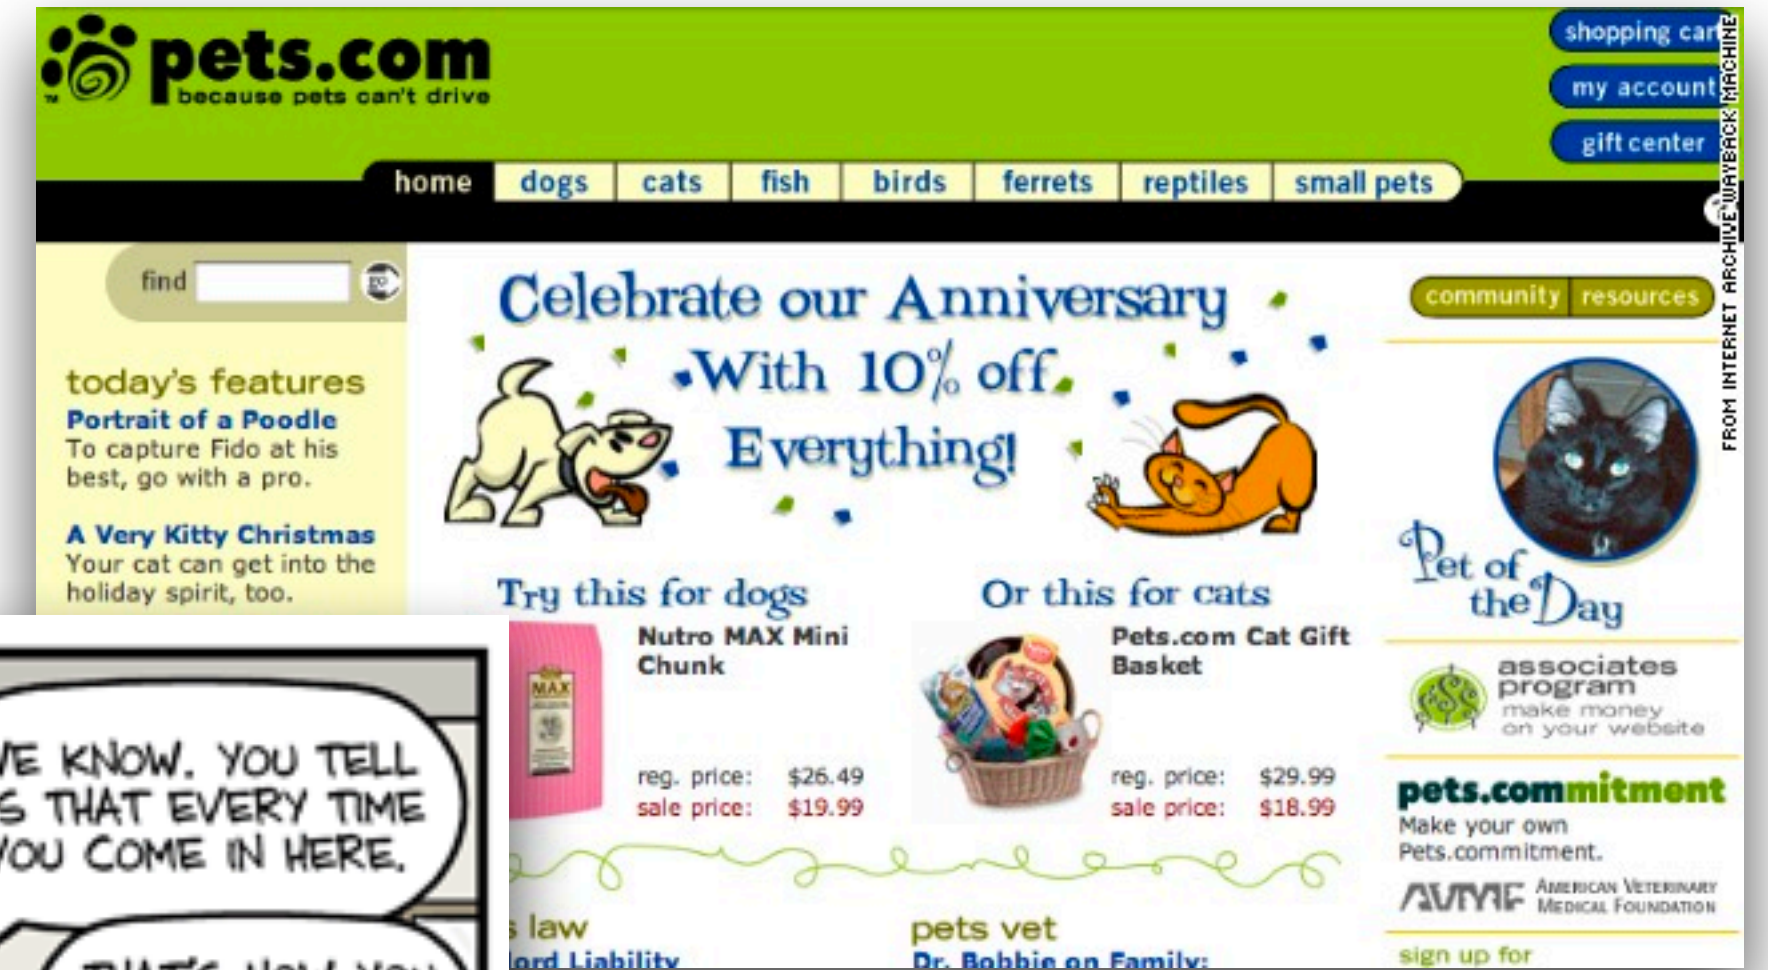 pets.com
because pets can't drive
TM
shopping cart
my account
gift center
home dogs cats fish birds ferrets reptiles small pets
FROM INTERNET ARCHIVE WAYBACK MACHINE
find
go
community resources
today's features
Portrait of a Poodle
To capture Fido at his
best, go with a pro.
A Very Kitty Christmas
Your cat can get into the
holiday spirit, too.
Celebrate our Anniversary
With 10% off
Everything!
Pet of
the Day
Try this for dogs
Nutro MAX Mini
Chunk
MAX
reg. price: $26.49
sale price: $19.99
Or this for cats
Pets.com Cat Gift
Basket
reg. price: $29.99
sale price: $18.99
associates
program
make money
on your website
pets.commitment
Make your own
Pets.commitment.
AVMF AMERICAN VETERINARY
MEDICAL FOUNDATION
sign up for
law
Liability
pets vet
Dr. Bobbie on Family:
KNOW. YOU TELL
THAT EVERY TIME
YOU COME IN HERE.
THAT'S HOW YOU